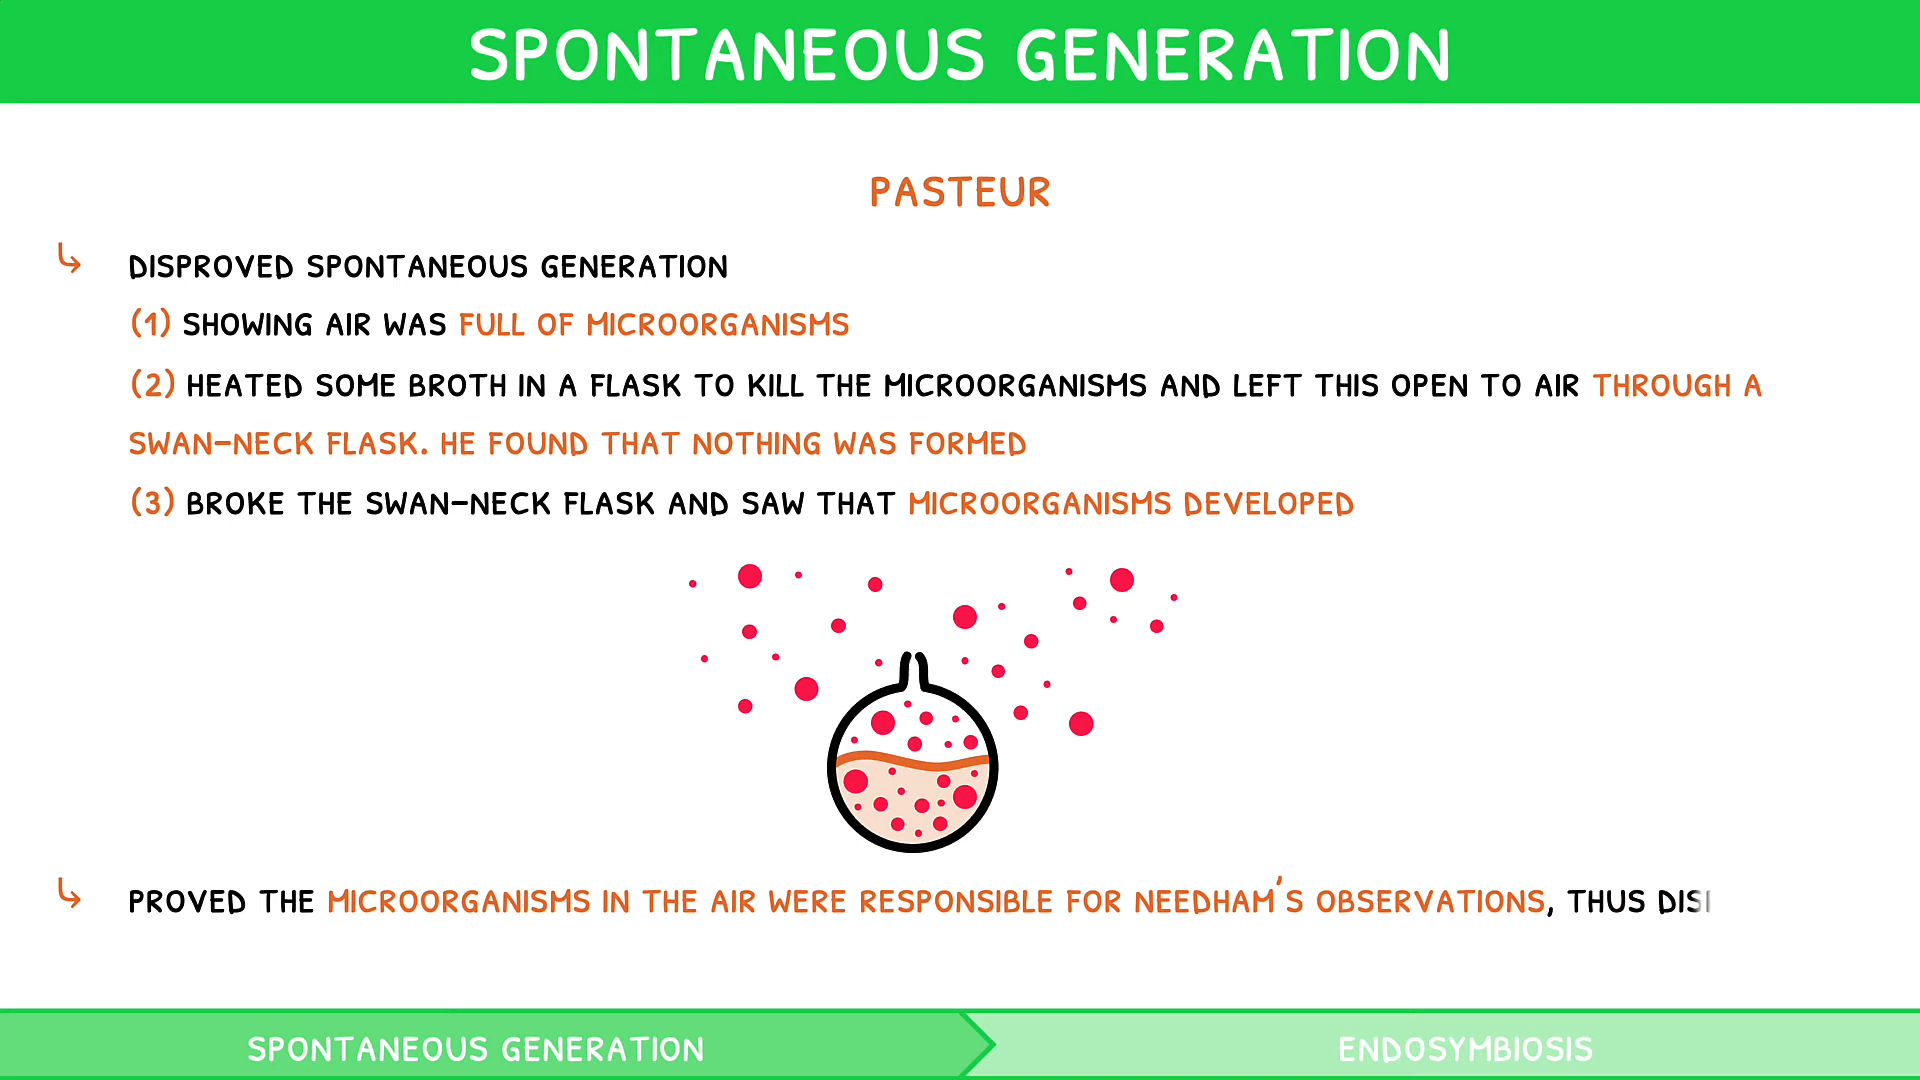 SPONTANEOUS GENERATION
PASTEUR
DISPROVED SPONTANEOUS GENERATION
(1) SHOWING AIR WAS FULL OF MICROORGANISMS
(2) HEATED SOME BROTH IN A FLASK TO KILL THE MICROORGANISMS AND LEFT THIS OPEN TO AIR THROUGH A
SWAN-NECK FLASK. HE FOUND THAT NOTHING WAS FORMED
(3) BROKE THE SWAN-NECK FLASK AND SAW THAT MICROORGANISMS DEVELOPED
PROVED THE MICROORGANISMS IN THE AIR WERE RESPONSIBLE FOR NEEDHAM'S OBSERVATIONS, THUS
SPONTANEOUS GENERATION
ENDOSYMBIOSIS